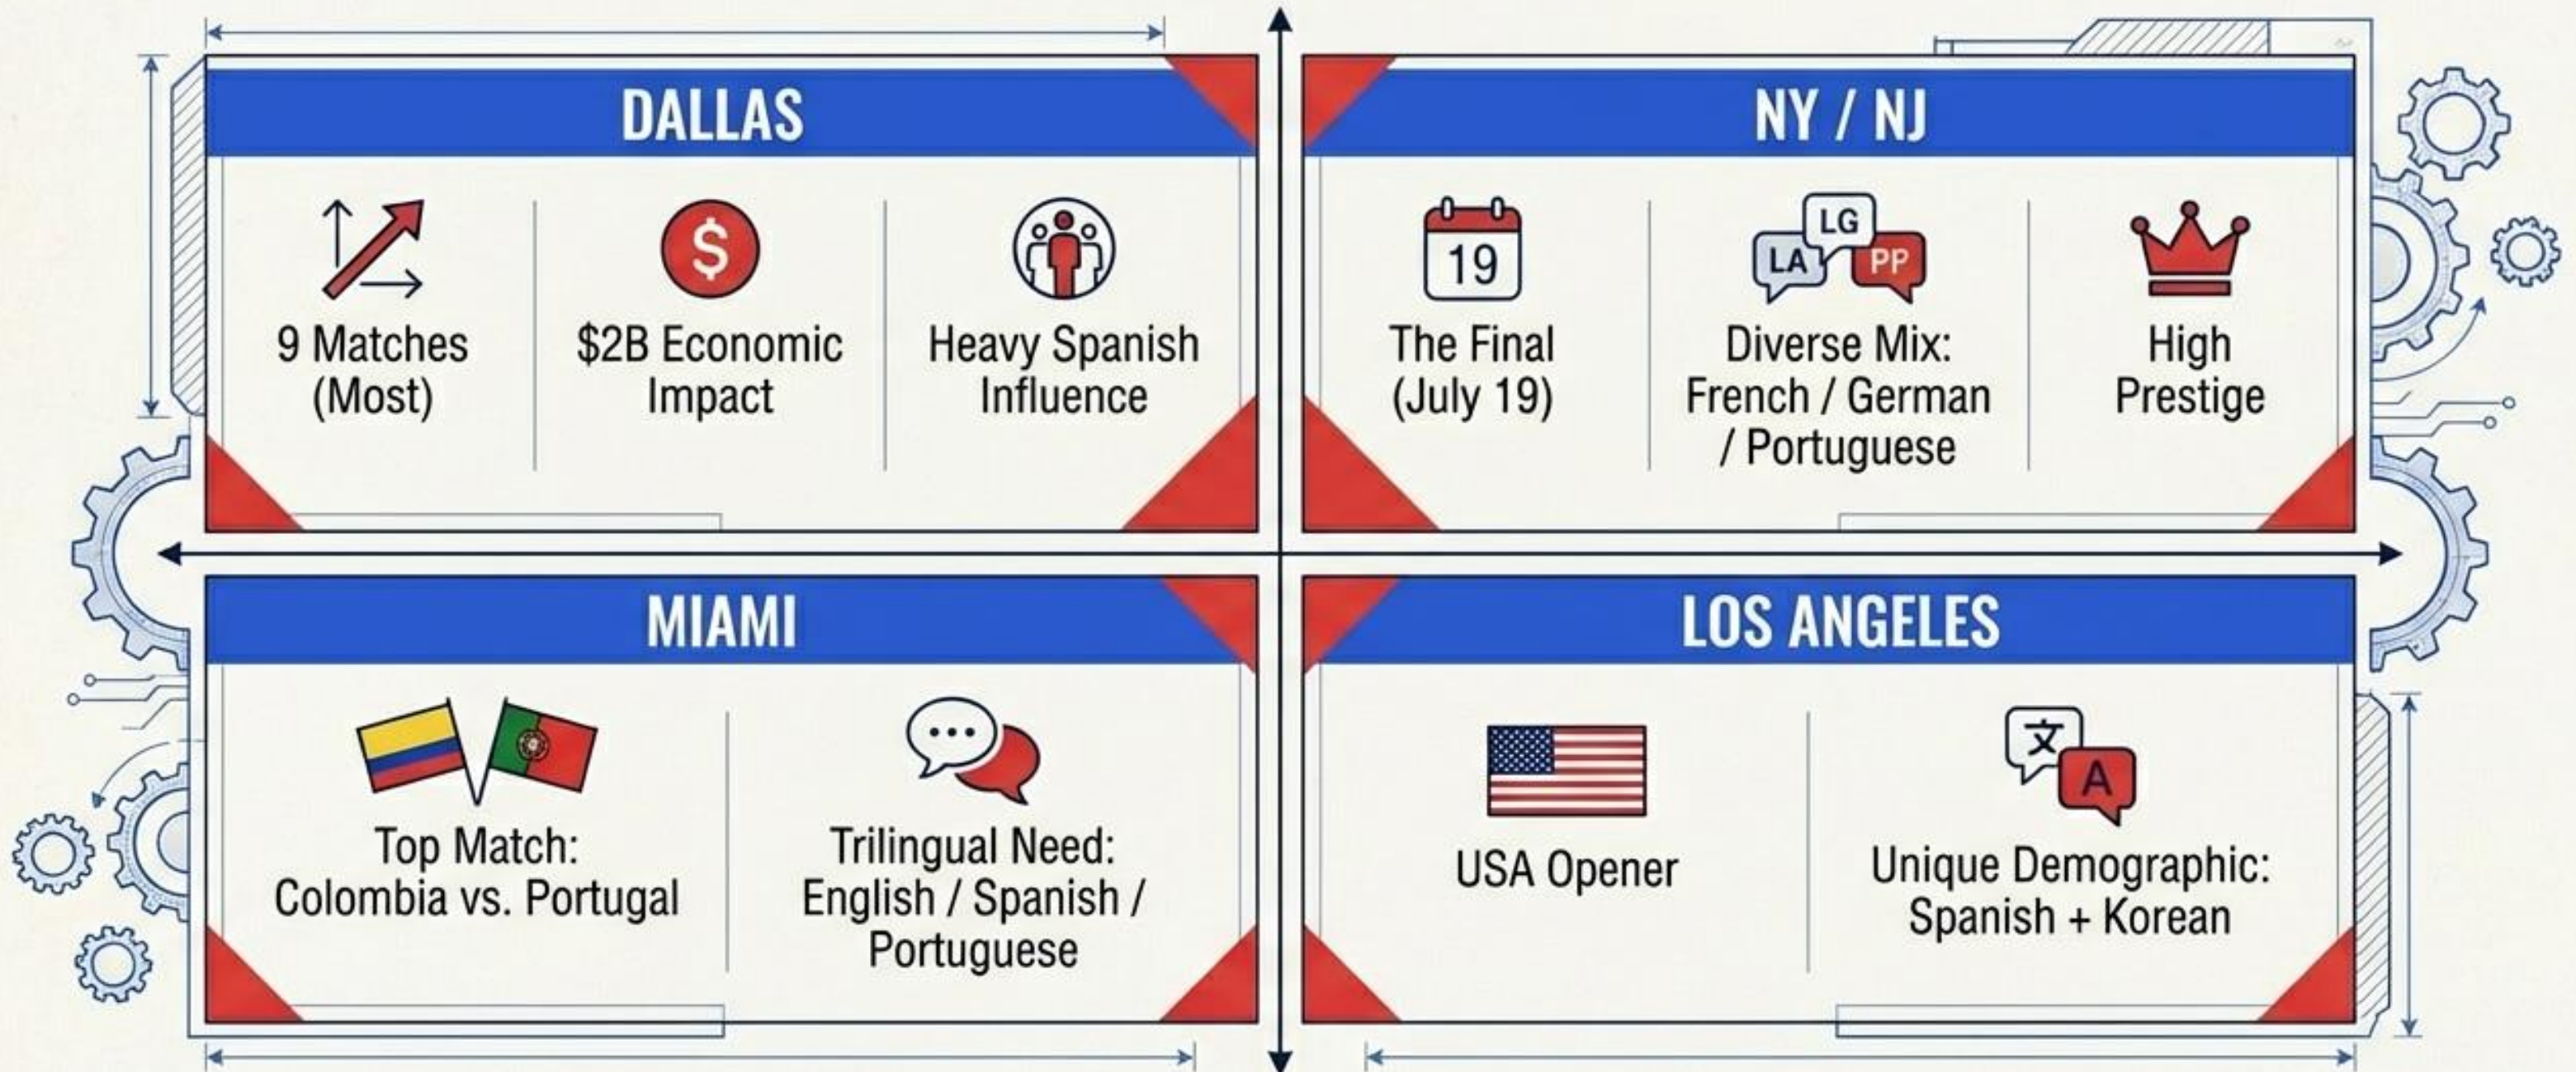 DALLAS
$
9 Matches
(Most)
$2B Economic
Impact
Heavy Spanish
Influence
NY / NJ
19
LG
LA
PP
The Final
(July 19)
Diverse Mix:
French / German
/ Portuguese
High
Prestige
MIAMI
Top Match:
Colombia vs. Portugal
Trilingual Need:
English / Spanish /
Portuguese
LOS ANGELES
文
A
USA Opener
Unique Demographic:
Spanish + Korean